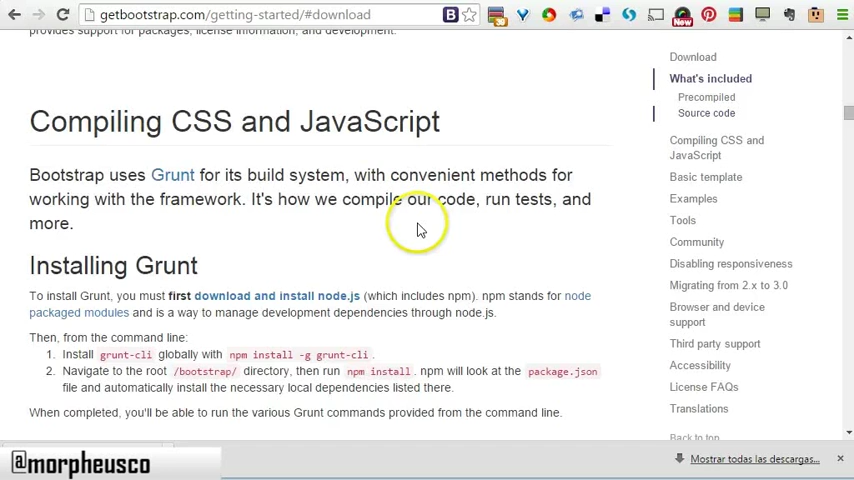 getbootstrap.com/getting-started/#download
New
provides support for packages, license information, and development.
Compiling CSS and JavaScript
Bootstrap uses Grunt for its build system, with convenient methods for
working with the framework. It's how we compile our code, run tests, and
more.
Installing Grunt
To install Grunt, you must first download and install node.js (which includes npm). npm stands for node
packaged modules and is a way to manage development dependencies through node.js.
Then, from the command line:
1. Install grunt-cli globally with npm install -g grunt-cli.
2. Navigate to the root /bootstrap/ directory, then run npm install. npm will look at the package.json
file and automatically install the necessary local dependencies listed there.
When completed, you'll be able to run the various Grunt commands provided from the command line.
Download
What's included
Precompiled
Source code
Compiling CSS and
JavaScript
Basic template
Examples
Tools
Community
Disabling responsiveness
Migrating from 2.x to 3.0
Browser and device
support
Third party support
Accessibility
License FAQs
Translations
Back to top
@morpheusco
Mostrar todas las descargas...